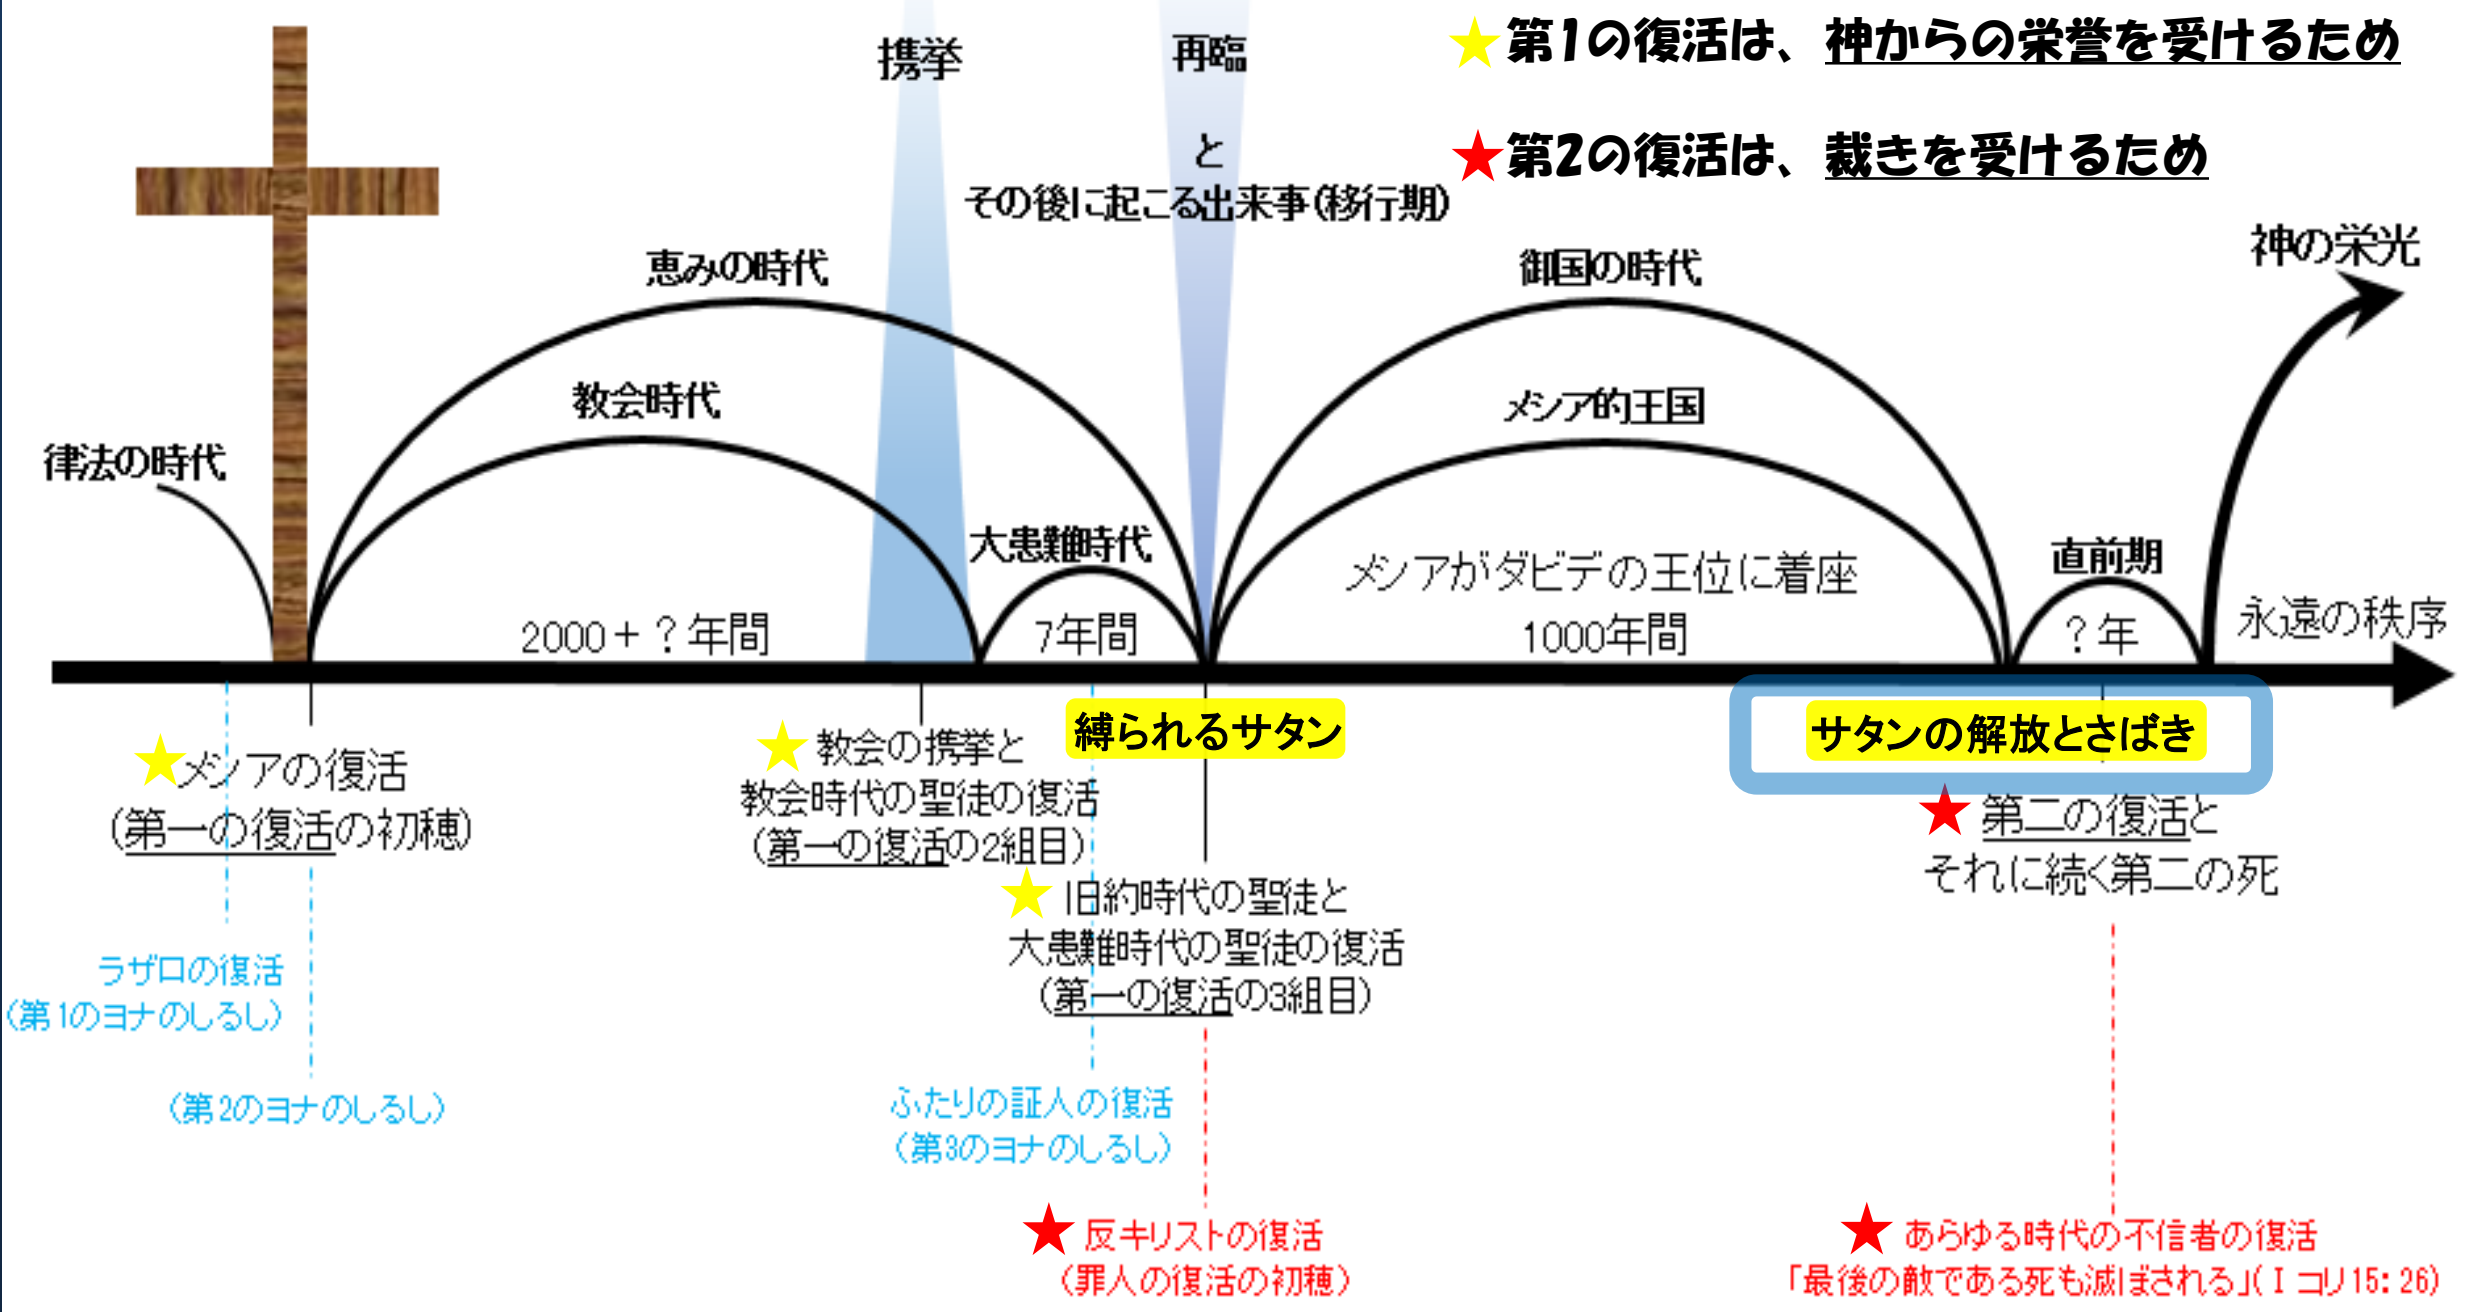 ★第1の復活は、神からの栄誉を受けるため
★第2の復活は、裁きを受けるため
携挙
再臨
と
その後に起こる出来事(移行期)
神の栄光
恵みの時代
御国の時代
教会時代
メシア的王国
律法の時代
大患難時代
メシアがダビデの王位に着座
直前期
2000+？年間
7年間
1000年間
？年
永遠の秩序
縛られるサタン
サタンの解放とさばき
★メシアの復活
(第一の復活の初穂)
★教会の携挙と
教会時代の聖徒の復活
(第一の復活の2組目)
★旧約時代の聖徒と
大患難時代の聖徒の復活
(第一の復活の3組目)
★第二の復活と
それに続く第二の死
ラザロの復活
(第1のヨナのしるし)
(第2のヨナのしるし)
ふたりの証人の復活
(第3のヨナのしるし)
★反キリストの復活
(罪人の復活の初穂)
★あらゆる時代の不信者の復活
「最後の敵である死も滅ぼされる」(Ⅰコリ15:26)